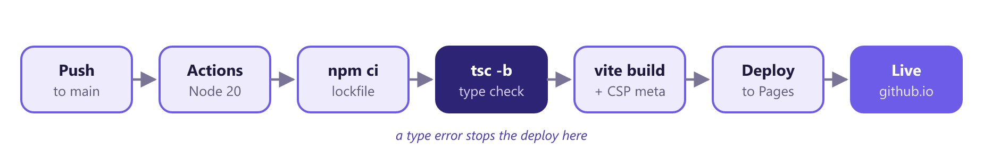 Push
to main
Actions
Node 20
npm ci
lockfile
tsc -b
type check
vite build
+ CSP meta
Deploy
to Pages
Live
github.io
a type error stops the deploy here